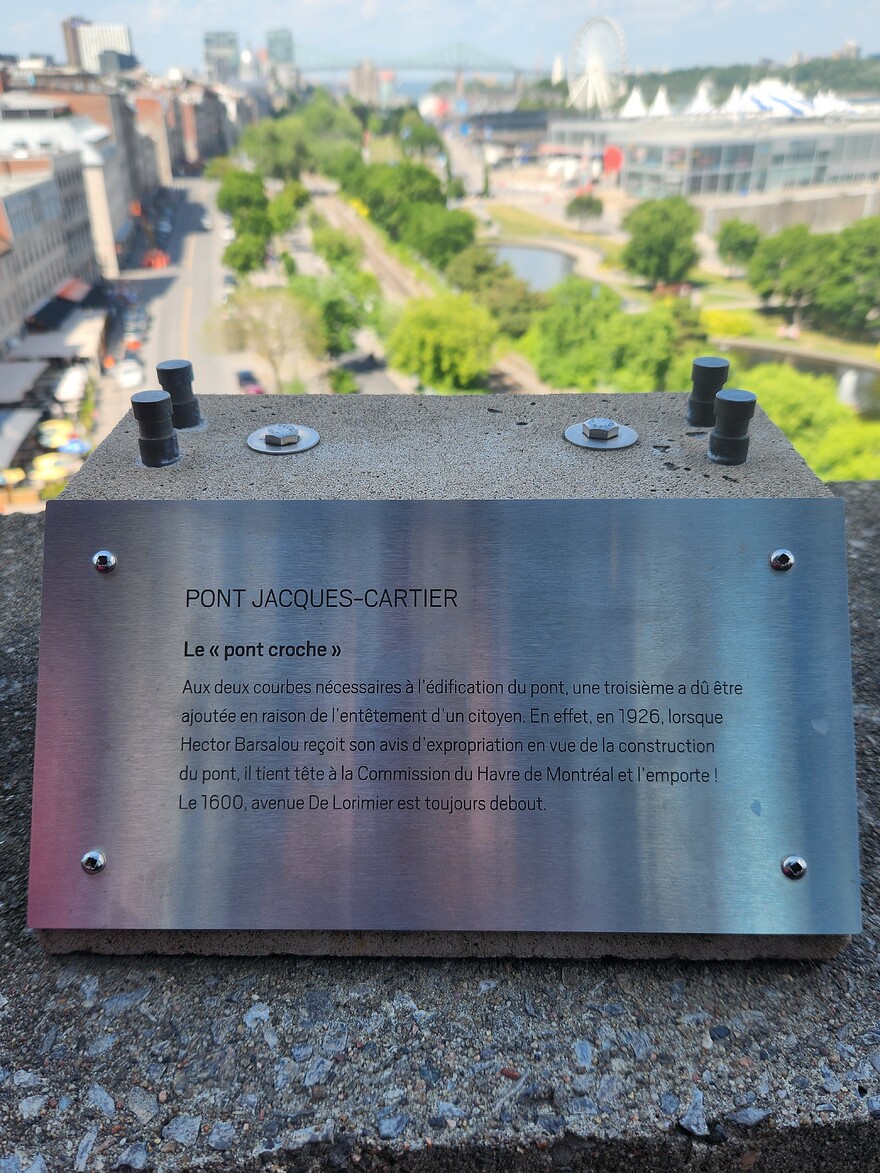 PONT JACQUES-CARTIER
Le « pont croche »
Aux deux courbes nécessaires à l'édification du pont, une troisième a dû être
ajoutée en raison de l'entêtement d'un citoyen. En effet, en 1926, lorsque
Hector Barsalou reçoit son avis d'expropriation en vue de la construction
du pont, il tient tête à la Commission du Havre de Montréal et l'emporte !
Le 1600, avenue De Lorimier est toujours debout.